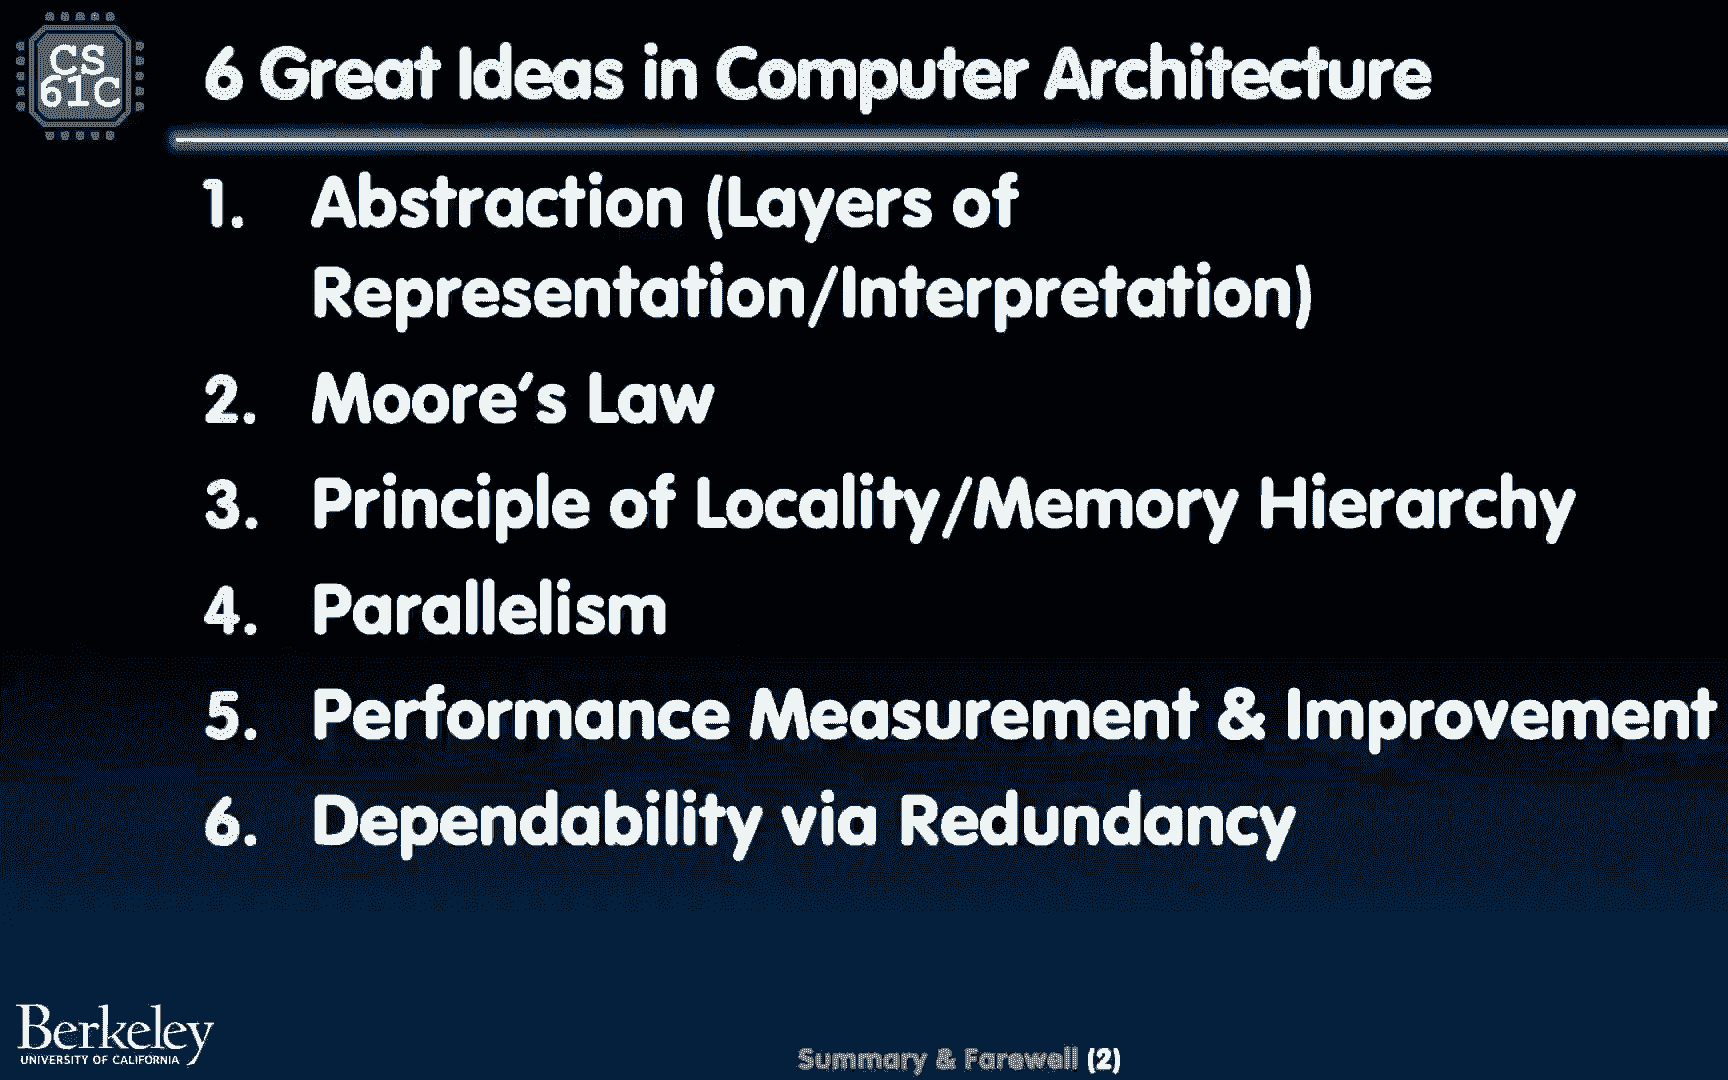 CS
61C
6 Great Ideas in Computer Architecture
1. Abstraction (Layers of
Representation/Interpretation)
2. Moore's Law
3. Principle of Locality/Memory Hierarchy
4. Parallelism
5. Performance Measurement & Improvement
6. Dependability via Redundancy
Berkeley
UNIVERSITY OF CALIFORNIA
Summary & Farewell (2)